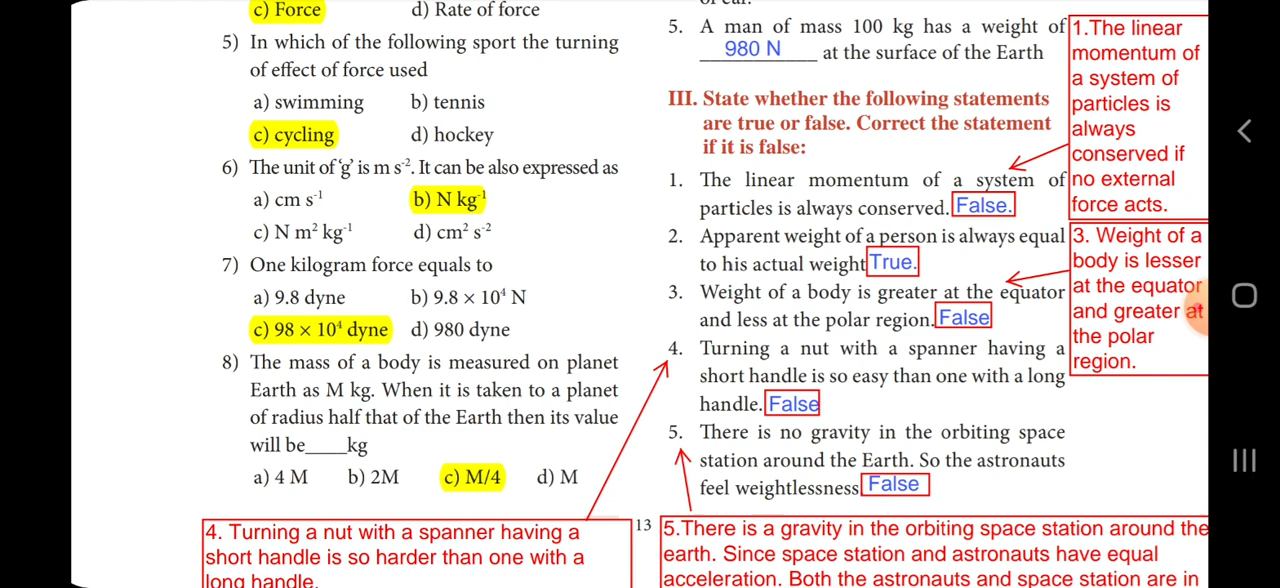 c) Force d) Rate of force
5) In which of the following sport the turning
of effect of force used
a) swimming b) tennis
c) cycling d) hockey
6) The unit of 'g' is m s⁻². It can be also expressed as
a) cm s⁻¹ b) N kg⁻¹
c) N m² kg⁻¹ d) cm² s⁻²
7) One kilogram force equals to
a) 9.8 dyne b) 9.8 × 10⁴ N
c) 98 × 10⁴ dyne d) 980 dyne
8) The mass of a body is measured on planet
Earth as M kg. When it is taken to a planet
of radius half that of the Earth then its value
will be____kg
a) 4 M b) 2M c) M/4 d) M
4. Turning a nut with a spanner having a
short handle is so harder than one with a
long handle.
13
5. A man of mass 100 kg has a weight of
980 N at the surface of the Earth
III. State whether the following statements
are true or false. Correct the statement
if it is false:
1. The linear momentum of a system of
particles is always conserved. False.
2. Apparent weight of a person is always equal
to his actual weight True.
3. Weight of a body is greater at the equator
and less at the polar region. False
4. Turning a nut with a spanner having a
short handle is so easy than one with a long
handle. False
5. There is no gravity in the orbiting space
station around the Earth. So the astronauts
feel weightlessness False
1.The linear
momentum of
a system of
particles is
always
conserved if
no external
force acts.
3. Weight of a
body is lesser
at the equator
and greater at
the polar
region.
5.There is a gravity in the orbiting space station around the
earth. Since space station and astronauts have equal
acceleration. Both the astronauts and space station are in